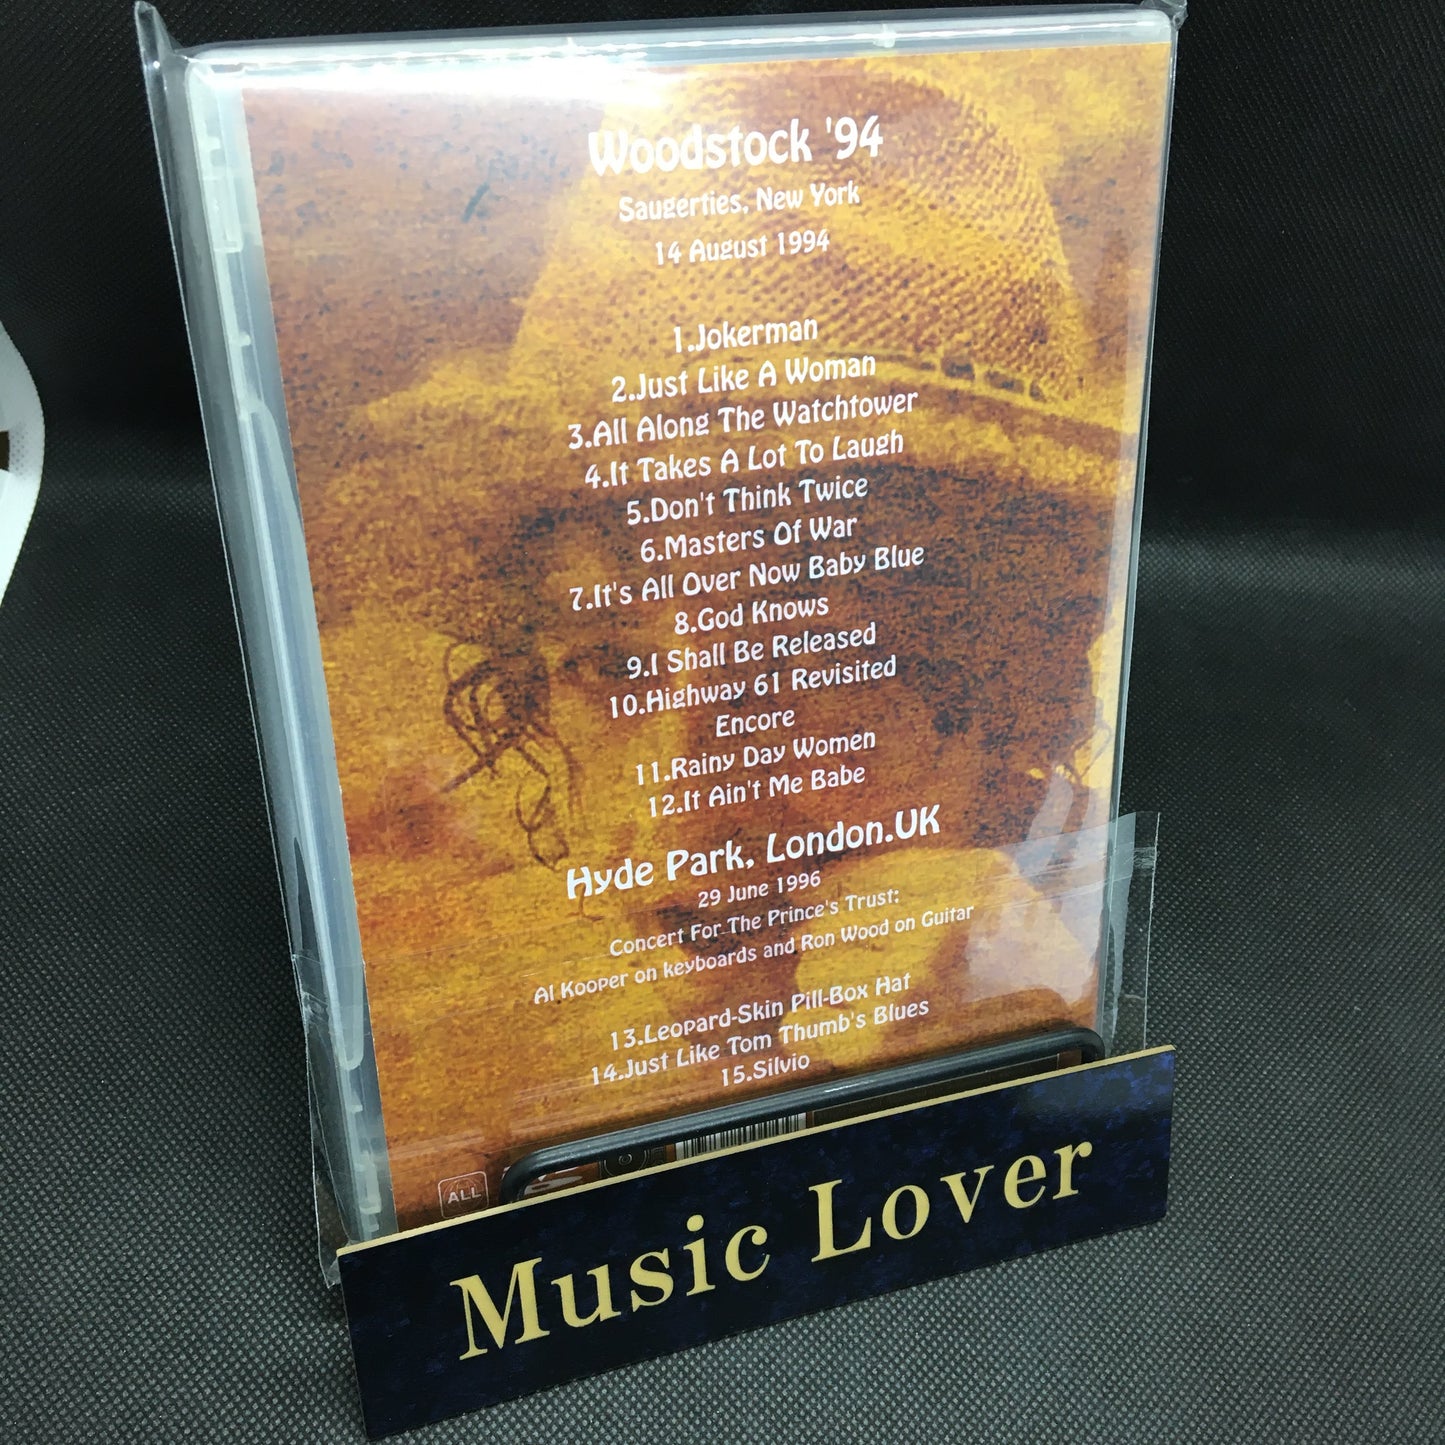 Woodstock '94
Saugerties, New York
14 August 1994
1.Jokerman
2.Just Like A Woman
3.All Along The Watchtower
4.It Takes A Lot To Laugh
5.Don't Think Twice
6.Masters Of War
7.It's All Over Now Baby Blue
8.God Knows
9.I Shall Be Released
10.Highway 61 Revisited
Encore
11.Rainy Day Women
12.It Ain't Me Babe
Hyde Park, London.UK
29 June 1996
Concert For The Prince's Trust:
Al Kooper on keyboards and Ron Wood on Guitar
13.Leopard-Skin Pill-Box Hat
14.Just Like Tom Thumb's Blues
15.Silvio
ALL
Music Lover